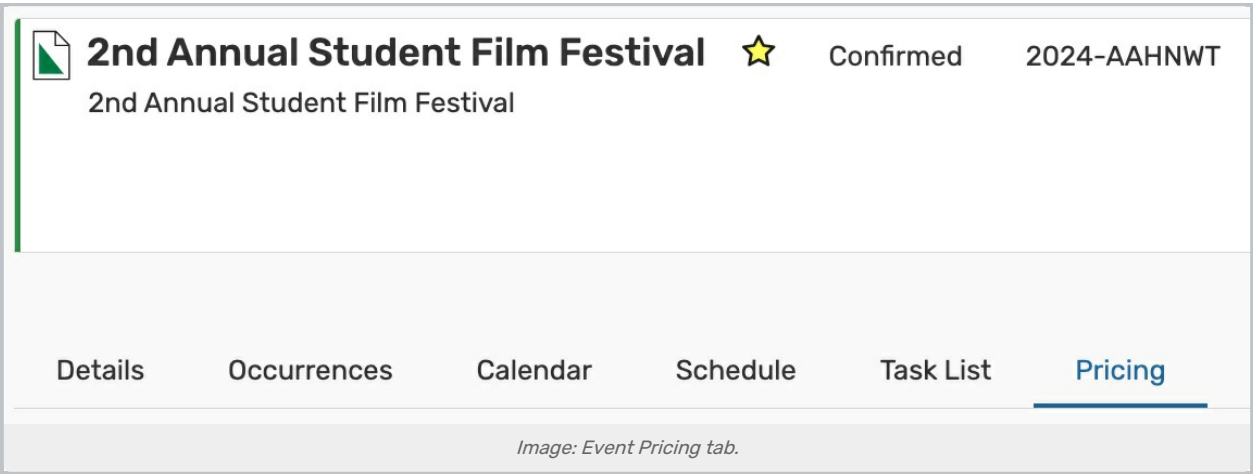 2nd Annual Student Film Festival Confirmed 2024-AAHNWT
2nd Annual Student Film Festival
Details Occurrences Calendar Schedule Task List Pricing
Image: Event Pricing tab.